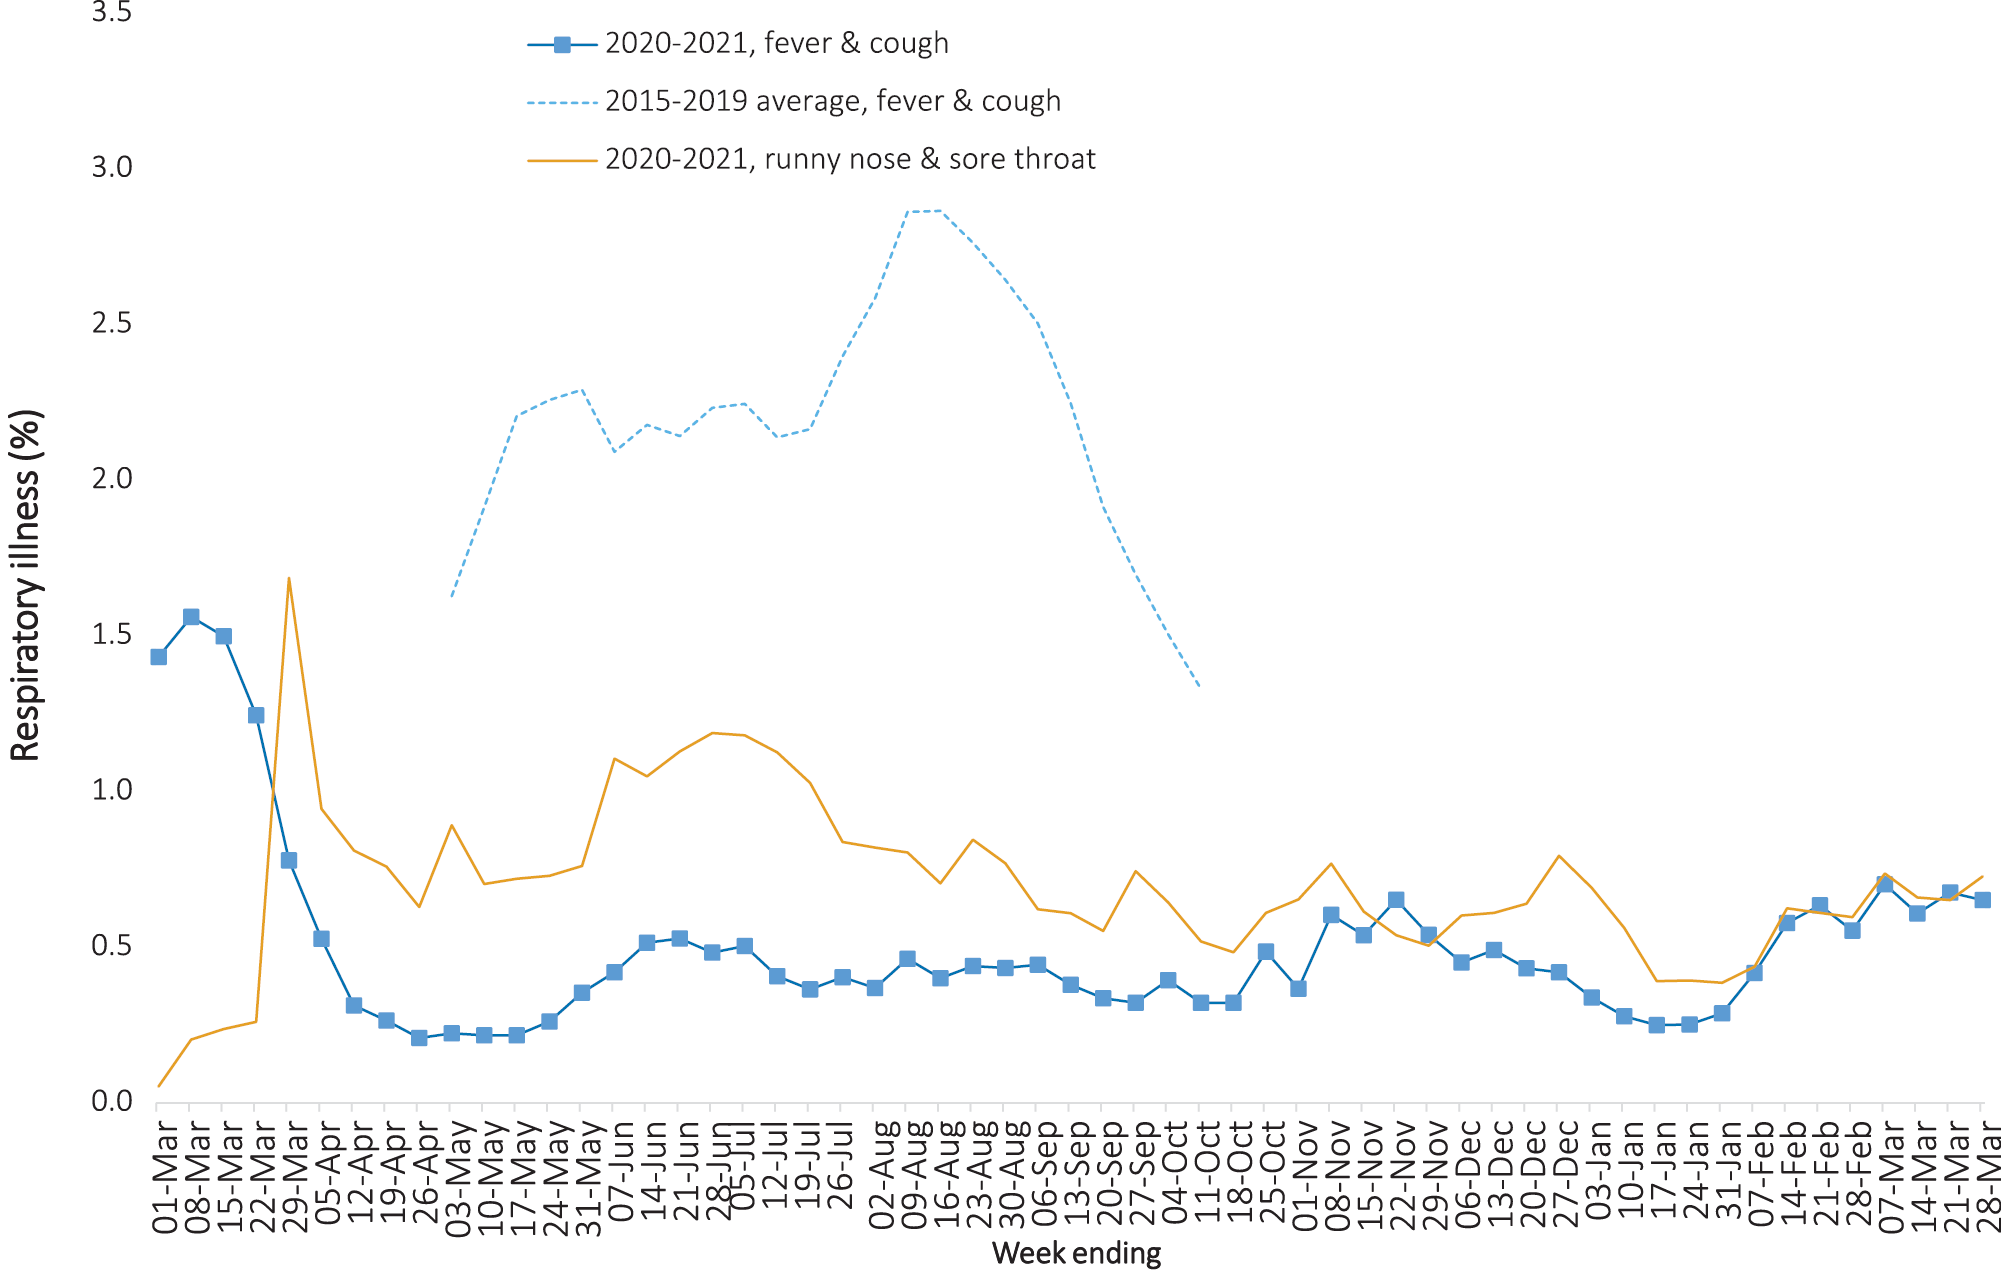 3.5
3.0
2.5
2.0
1.5
1.0
0.5
0.0
Respiratory illness (%)
2020-2021, fever & cough
2015-2019 average, fever & cough
2020-2021, runny nose & sore throat
01-Mar
08-Mar
15-Mar
22-Mar
29-Mar
05-Apr
12-Apr
19-Apr
26-Apr
03-May
10-May
17-May
24-May
31-May
07-Jun
14-Jun
21-Jun
28-Jun
05-Jul
12-Jul
19-Jul
26-Jul
02-Aug
09-Aug
16-Aug
23-Aug
30-Aug
06-Sep
13-Sep
20-Sep
27-Sep
04-Oct
11-Oct
18-Oct
25-Oct
01-Nov
08-Nov
15-Nov
22-Nov
29-Nov
06-Dec
13-Dec
20-Dec
27-Dec
03-Jan
10-Jan
17-Jan
24-Jan
31-Jan
07-Feb
14-Feb
21-Feb
28-Feb
07-Mar
14-Mar
21-Mar
28-Mar
Week ending